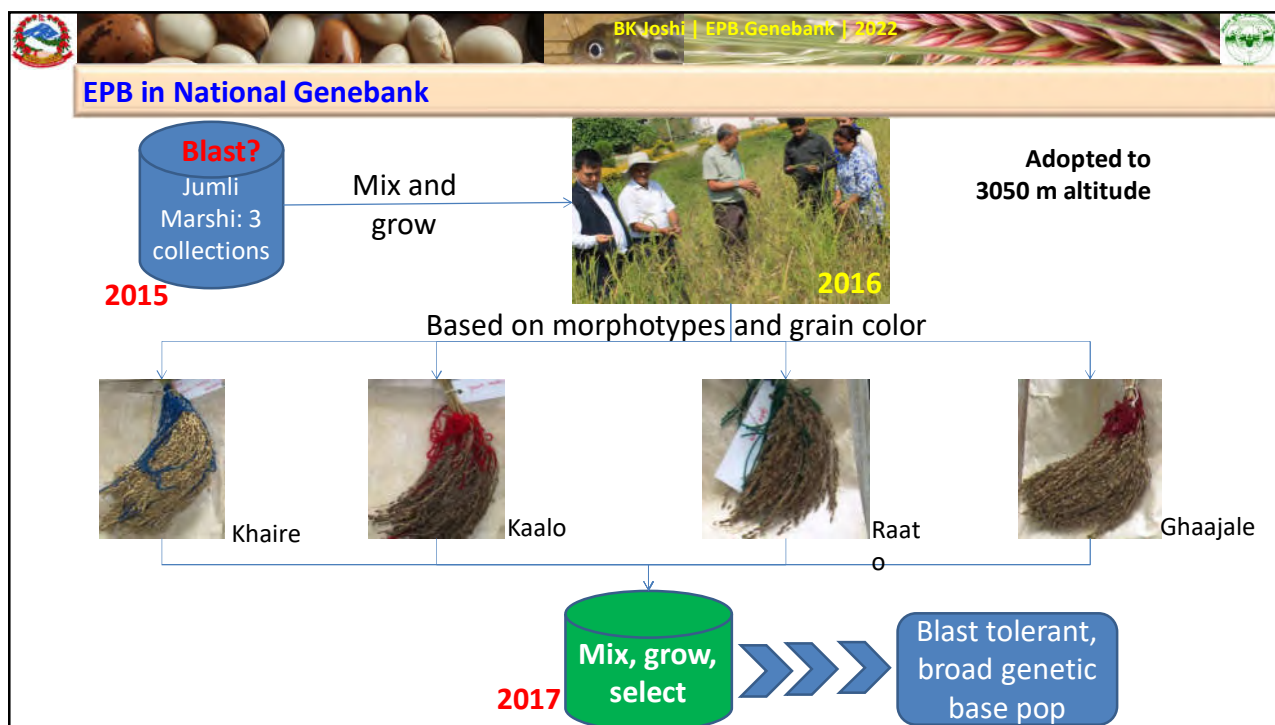 BK Joshi | EPB.Genebank | 2022
EPB in National Genebank
Blast?
Jumli
Marshi: 3
collections
2015
Mix and
grow
2016
Adopted to
3050 m altitude
Based on morphotypes and grain color
Khaire
Kaalo
Raat
o
Ghaajale
Mix, grow,
select
2017
Blast tolerant,
broad genetic
base pop